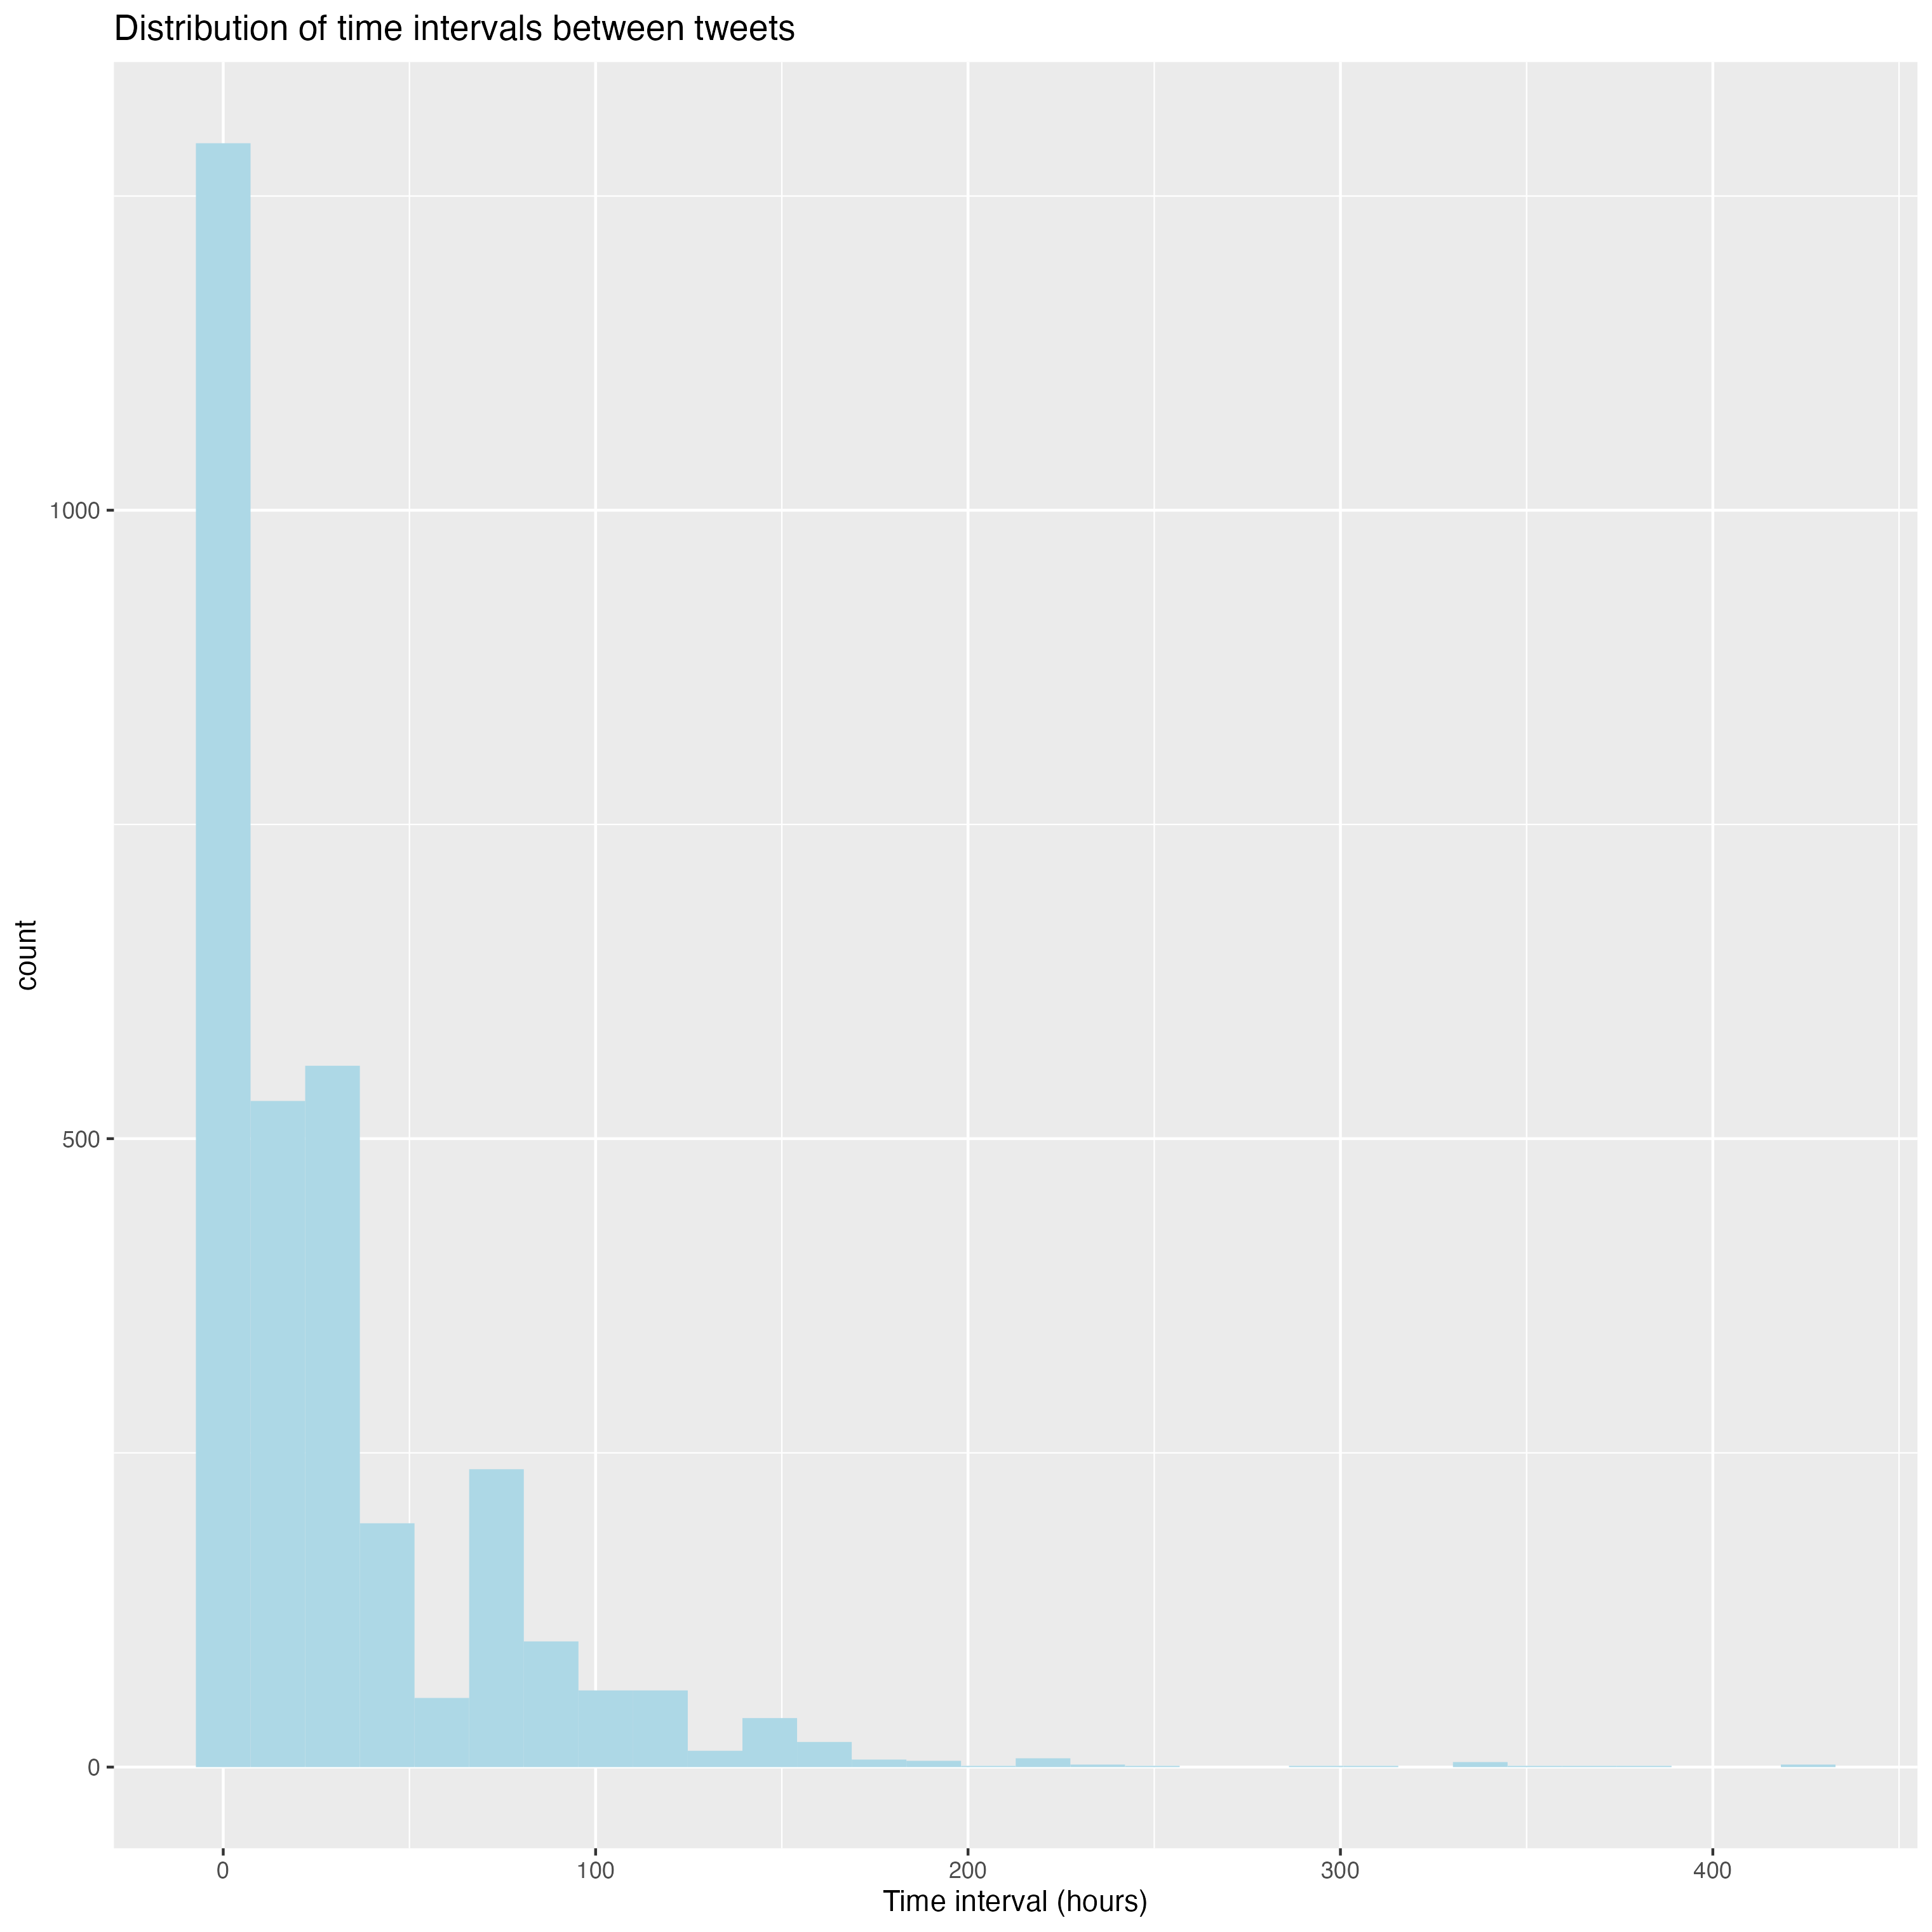 Distribution of time intervals between tweets
count
1000
500
0
0 100 200 300 400
Time interval (hours)